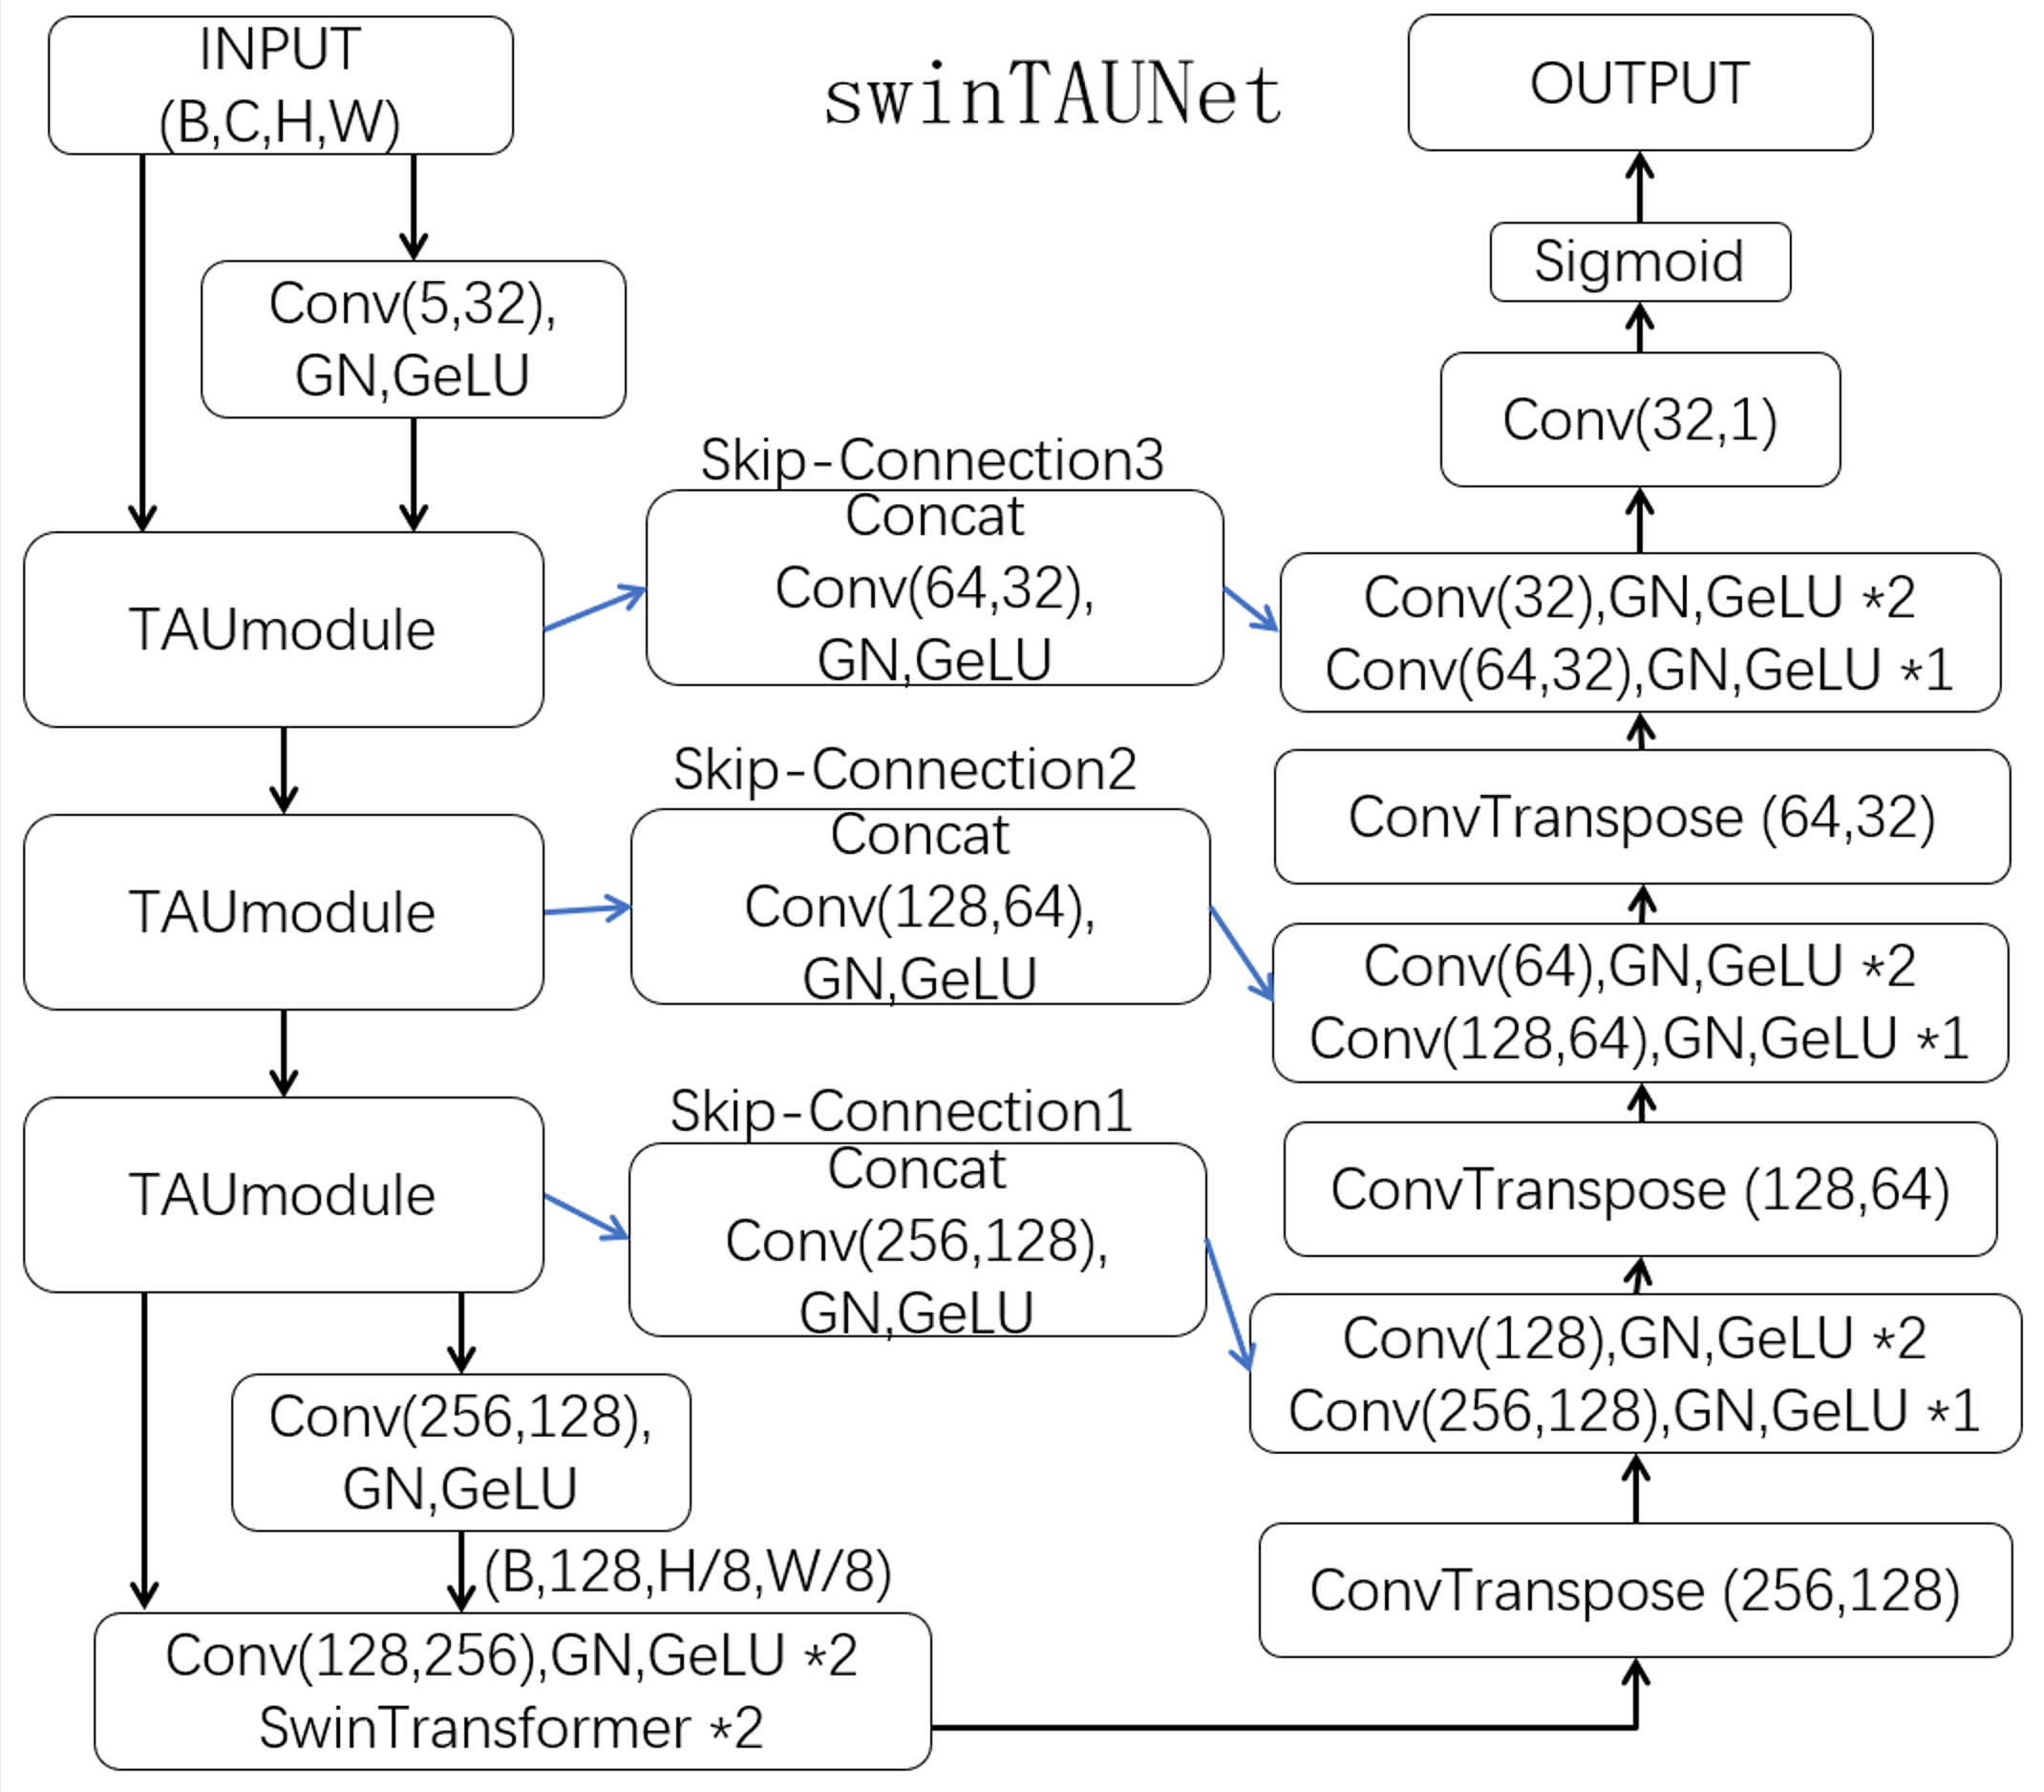 swinTAUNet
INPUT
(B,C,H,W)
Conv(5,32),
GN,GeLU
TAUmodule
Skip-Connection3
Concat
Conv(64,32),
GN,GeLU
TAUmodule
Skip-Connection2
Concat
Conv(128,64),
GN,GeLU
TAUmodule
Skip-Connection1
Concat
Conv(256,128),
GN,GeLU
Conv(256,128),
GN,GeLU
(B,128,H/8,W/8)
Conv(128,256),GN,GeLU *2
SwinTransformer *2
OUTPUT
Sigmoid
Conv(32,1)
Conv(32),GN,GeLU *2
Conv(64,32),GN,GeLU *1
ConvTranspose (64,32)
Conv(64),GN,GeLU *2
Conv(128,64),GN,GeLU *1
ConvTranspose (128,64)
Conv(128),GN,GeLU *2
Conv(256,128),GN,GeLU *1
ConvTranspose (256,128)